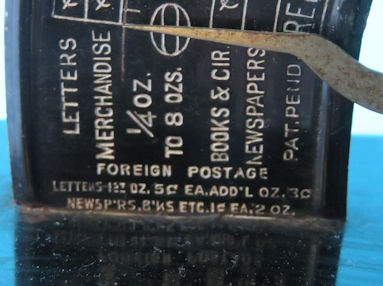 LETTERS
MERCHANDISE
1/4 OZ.
TO 8 OZS.
BOOKS & CIR.
NEWSPAPERS
PAT. PEND.
FOREIGN POSTAGE
LETTERS-1ST OZ. 5¢ EA. ADD'L OZ. 3¢
NEWSP'RS, B'KS ETC. 1¢ EA. 2 OZ.